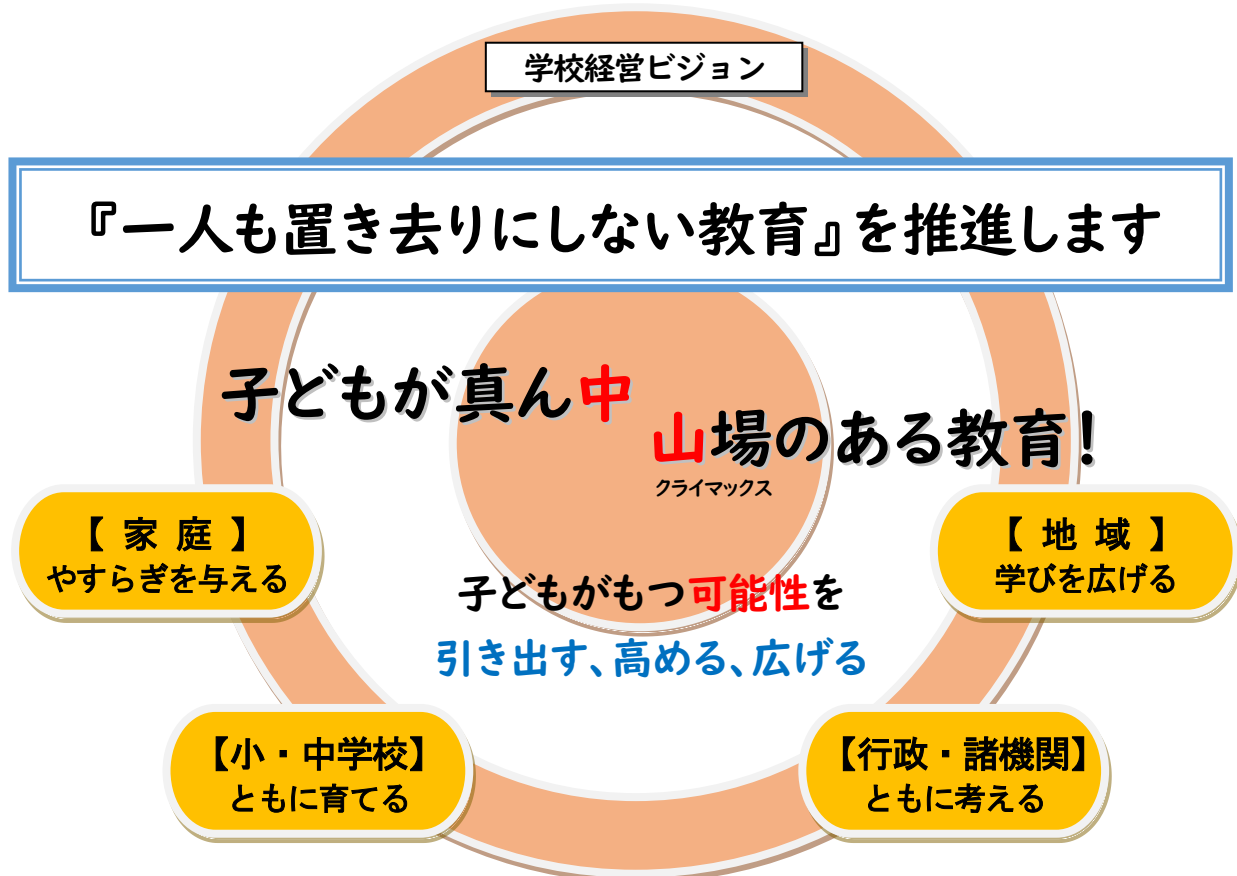 学校経営ビジョン
『一人も置き去りにしない教育』を推進します
子どもが真ん中
山場のある教育！
クライマックス
【 家 庭 】
やすらぎを与える
【 地 域 】
学びを広げる
子どもがもつ可能性を
引き出す、高める、広げる
【小・中学校】
ともに育てる
【行政・諸機関】
ともに考える